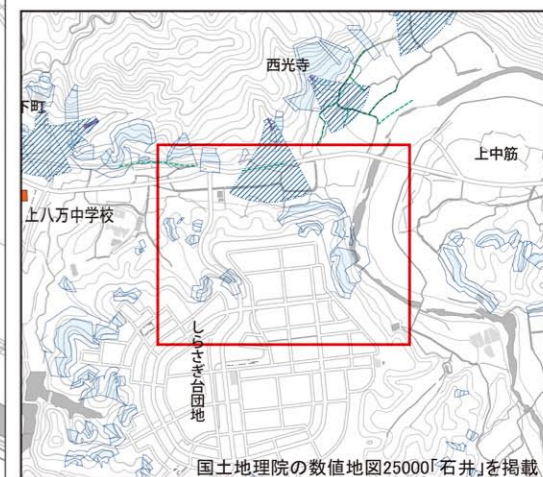 西光寺
下町
上中筋
上八万中学校
しらさぎ台団地
国土地理院の数値地図25000「石井」を掲載